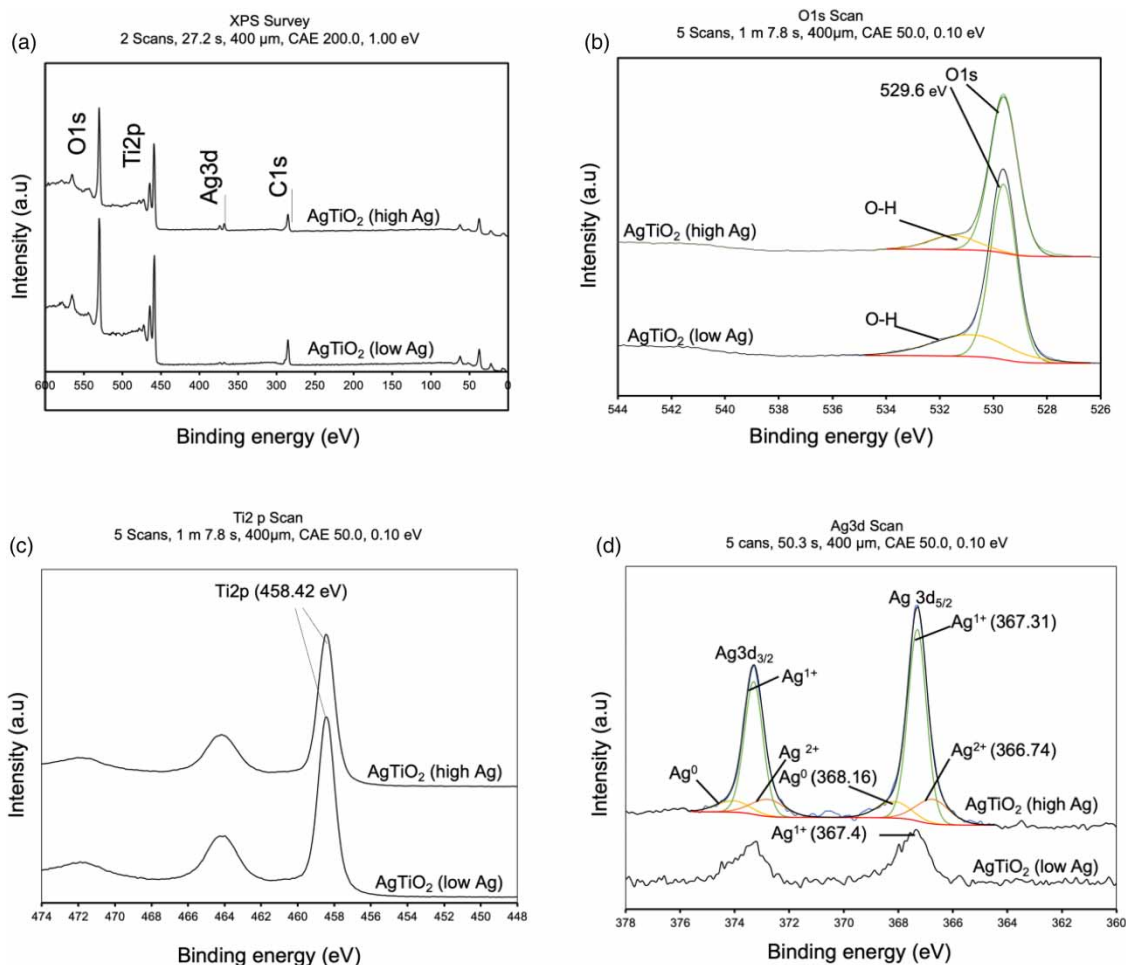 (a)
XPS Survey
2 Scans, 27.2 s, 400 µm, CAE 200.0, 1.00 eV
Intensity (a.u)
O1s
Ti2p
Ag3d
C1s
AgTiO₂ (high Ag)
AgTiO₂ (low Ag)
600 550 500 450 400 350 300 250 200 150 100 50 0
Binding energy (eV)
(b)
O1s Scan
5 Scans, 1 m 7.8 s, 400µm, CAE 50.0, 0.10 eV
Intensity (a.u)
O1s
529.6 eV
O-H
AgTiO₂ (high Ag)
O-H
AgTiO₂ (low Ag)
544 542 540 538 536 534 532 530 528 526
Binding energy (eV)
(c)
Ti2 p Scan
5 Scans, 1 m 7.8 s, 400µm, CAE 50.0, 0.10 eV
Intensity (a.u)
Ti2p (458.42 eV)
AgTiO₂ (high Ag)
AgTiO₂ (low Ag)
474 472 470 468 466 464 462 460 458 456 454 452 450 448
Binding energy (eV)
(d)
Ag3d Scan
5 cans, 50.3 s, 400 µm, CAE 50.0, 0.10 eV
Intensity (a.u)
Ag 3d₅/₂
Ag¹⁺ (367.31)
Ag3d₃/₂
Ag¹⁺
Ag ²⁺
Ag²⁺ (366.74)
Ag⁰
Ag⁰ (368.16)
AgTiO₂ (high Ag)
Ag¹⁺ (367.4)
AgTiO₂ (low Ag)
378 376 374 372 370 368 366 364 362 360
Binding energy (eV)